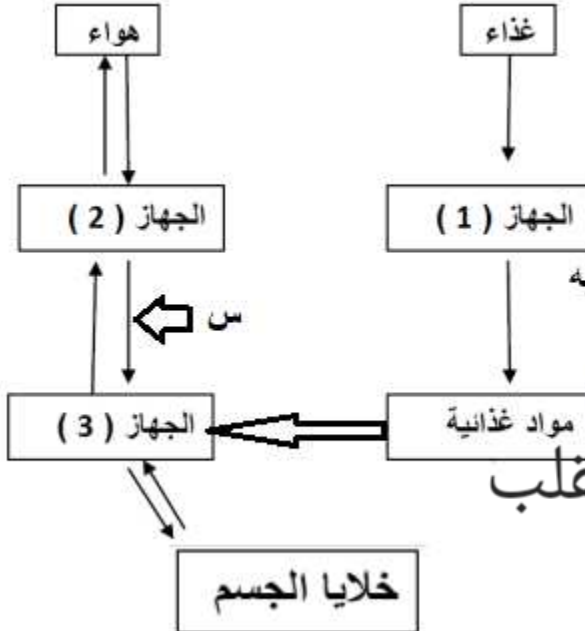 غذاء
هواء
الجهاز ( 1 )
الجهاز ( 2 )
س
مواد غذائية
الجهاز ( 3 )
خلايا الجسم